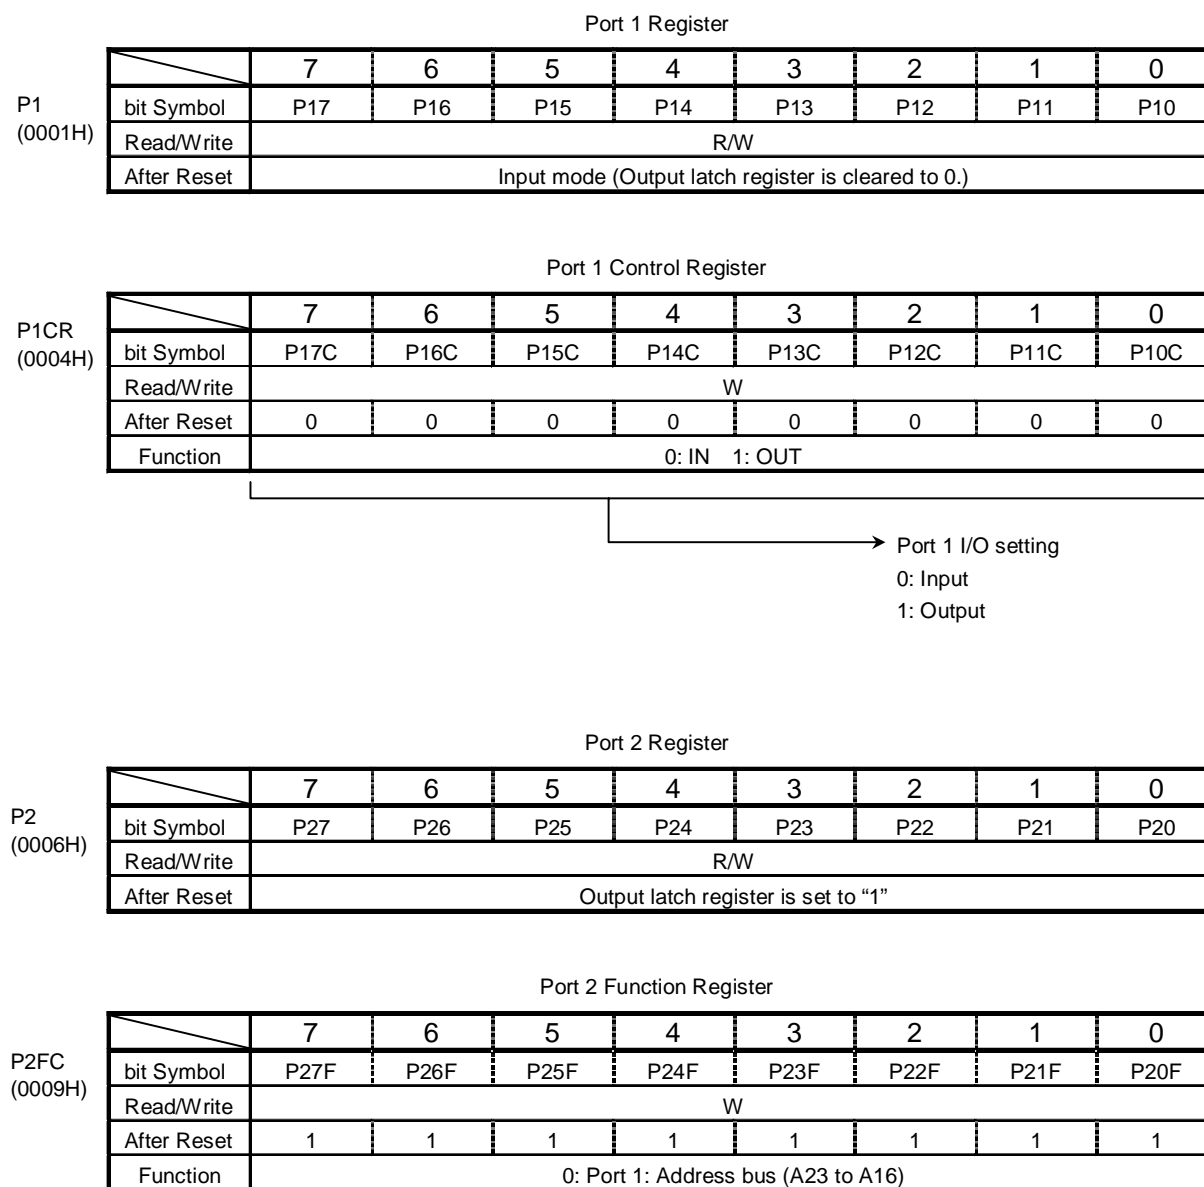 Port 1 Register
7 6 5 4 3 2 1 0
P1
(0001H)
bit Symbol P17 P16 P15 P14 P13 P12 P11 P10
Read/Write R/W
After Reset Input mode (Output latch register is cleared to 0.)
Port 1 Control Register
7 6 5 4 3 2 1 0
P1CR
(0004H)
bit Symbol P17C P16C P15C P14C P13C P12C P11C P10C
Read/Write W
After Reset 0 0 0 0 0 0 0 0
Function 0: IN 1: OUT
Port 1 I/O setting
0: Input
1: Output
Port 2 Register
7 6 5 4 3 2 1 0
P2
(0006H)
bit Symbol P27 P26 P25 P24 P23 P22 P21 P20
Read/Write R/W
After Reset Output latch register is set to “1”
Port 2 Function Register
7 6 5 4 3 2 1 0
P2FC
(0009H)
bit Symbol P27F P26F P25F P24F P23F P22F P21F P20F
Read/Write W
After Reset 1 1 1 1 1 1 1 1
Function 0: Port 1: Address bus (A23 to A16)